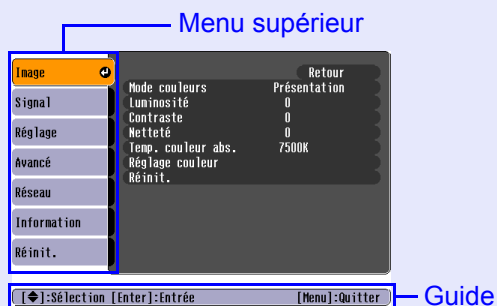 Menu supérieur
Image
Signal
Réglage
Avancé
Réseau
Information
Réinit.
Retour
Mode couleurs Présentation
Luminosité 0
Contraste 0
Netteté 0
Temp. couleur abs. 7500K
Réglage couleur
Réinit.
[◆]:Sélection [Enter]:Entrée [Menu]:Quitter
Guide